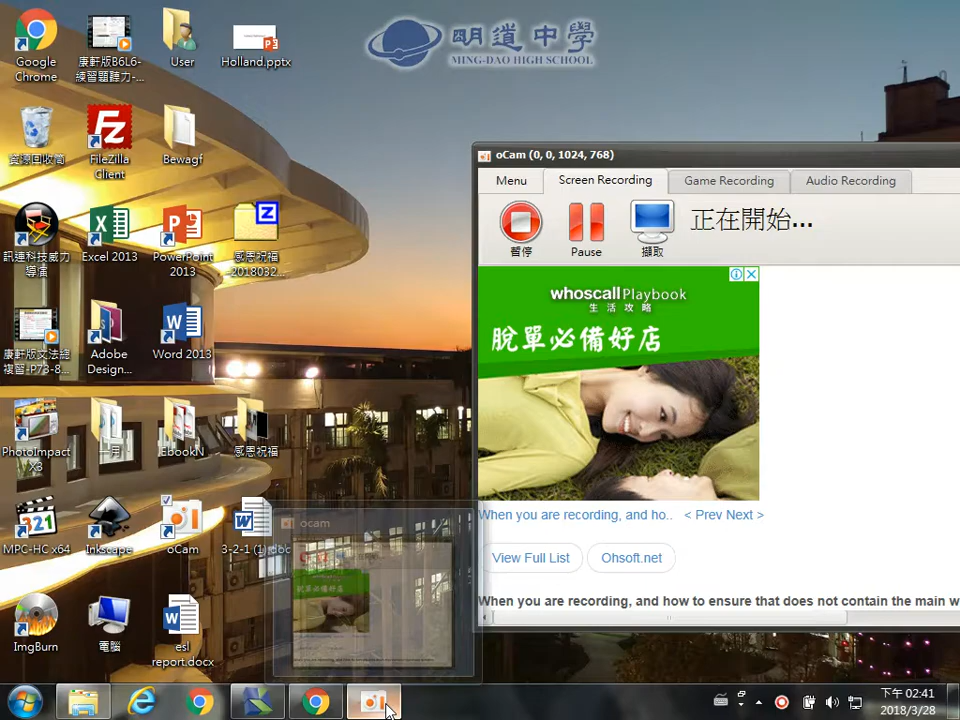 Google
Chrome
康軒版B6L6-
練習題聽力-...
User
Holland.pptx
明道中學
MING-DAO HIGH SCHOOL
資源回收筒
FileZilla
Client
Bewagf
訊連科技威力
導演
Excel 2013
PowerPoint
2013
感恩祝福
-2018032...
康軒版文法總
複習-P73-8...
Adobe
Design...
Word 2013
PhotoImpact
X3
一月
EbookN
感恩祝福
MPC-HC x64
Inkscape
oCam
3-2-1 (1).doc
ImgBurn
電腦
esl
report.docx
oCam (0, 0, 1024, 768)
Menu
Screen Recording
Game Recording
Audio Recording
暫停
Pause
擷取
正在開始...
whoscall Playbook
生活攻略
脫單必備好店
When you are recording, and ho..
< Prev Next >
View Full List
Ohsoft.net
When you are recording, and how to ensure that does not contain the main w
ocam
下午 02:41
2018/3/28